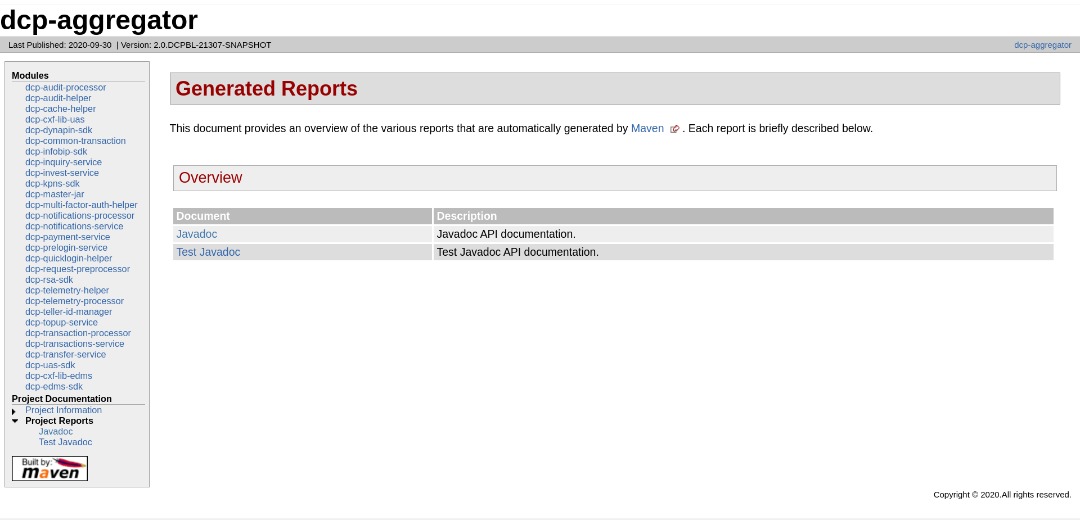 dcp-aggregator
Last Published: 2020-09-30 | Version: 2.0.DCPBL-21307-SNAPSHOT
dcp-aggregator
Modules
dcp-audit-processor
dcp-audit-helper
dcp-cache-helper
dcp-cxf-lib-uas
dcp-dynapin-sdk
dcp-common-transaction
dcp-infobip-sdk
dcp-inquiry-service
dcp-invest-service
dcp-kpns-sdk
dcp-master-jar
dcp-multi-factor-auth-helper
dcp-notifications-processor
dcp-notifications-service
dcp-payment-service
dcp-prelogin-service
dcp-quicklogin-helper
dcp-request-preprocessor
dcp-rsa-sdk
dcp-telemetry-helper
dcp-telemetry-processor
dcp-teller-id-manager
dcp-topup-service
dcp-transaction-processor
dcp-transactions-service
dcp-transfer-service
dcp-uas-sdk
dcp-cxf-lib-edms
dcp-edms-sdk
Project Documentation
Project Information
Project Reports
Javadoc
Test Javadoc
Built by:
maven
Generated Reports
This document provides an overview of the various reports that are automatically generated by Maven . Each report is briefly described below.
Overview
Document Description
Javadoc Javadoc API documentation.
Test Javadoc Test Javadoc API documentation.
Copyright © 2020.All rights reserved.